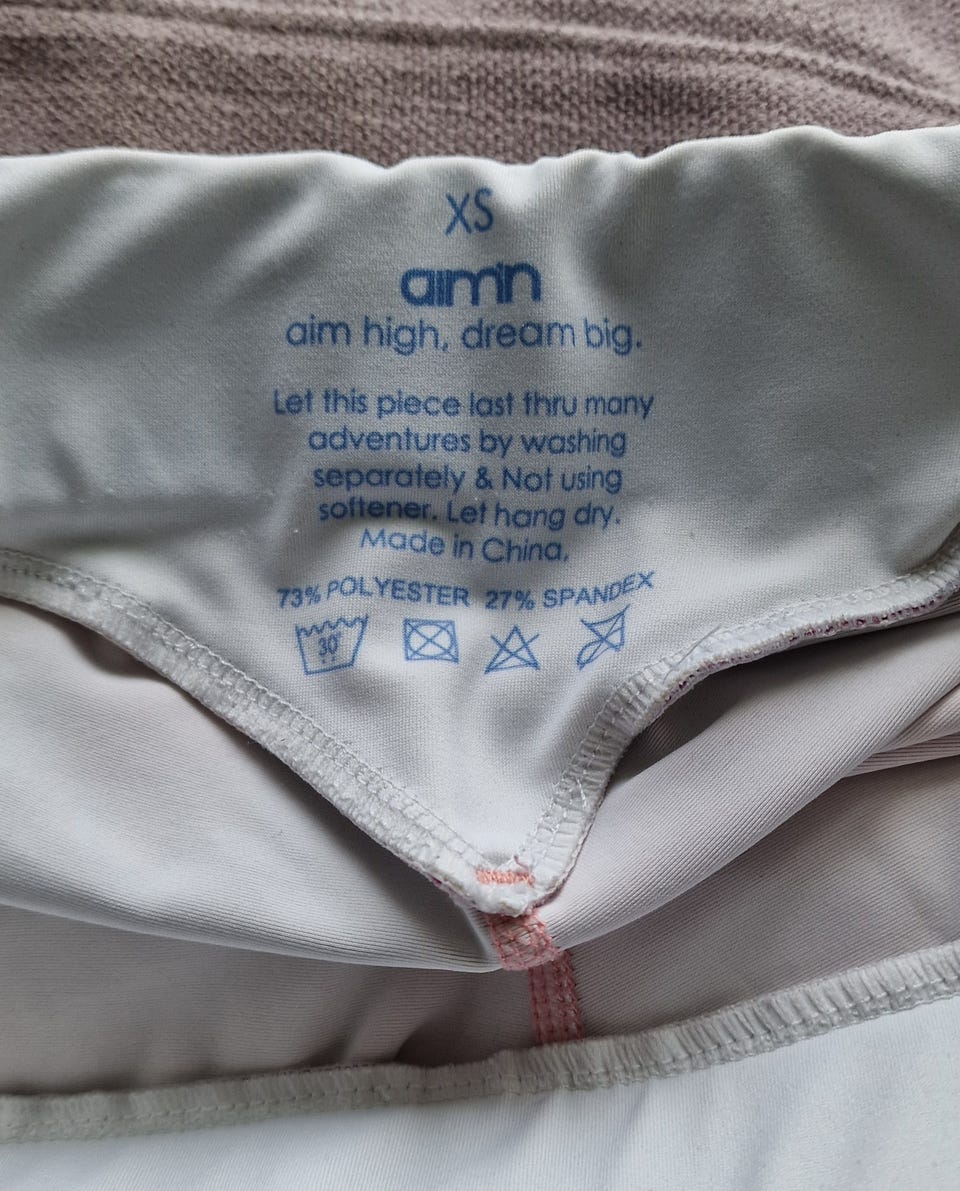 XS
aim'n
aim high, dream big.
Let this piece last thru many
adventures by washing
separately & Not using
softener. Let hang dry.
Made in China.
73% POLYESTER 27% SPANDEX
30°